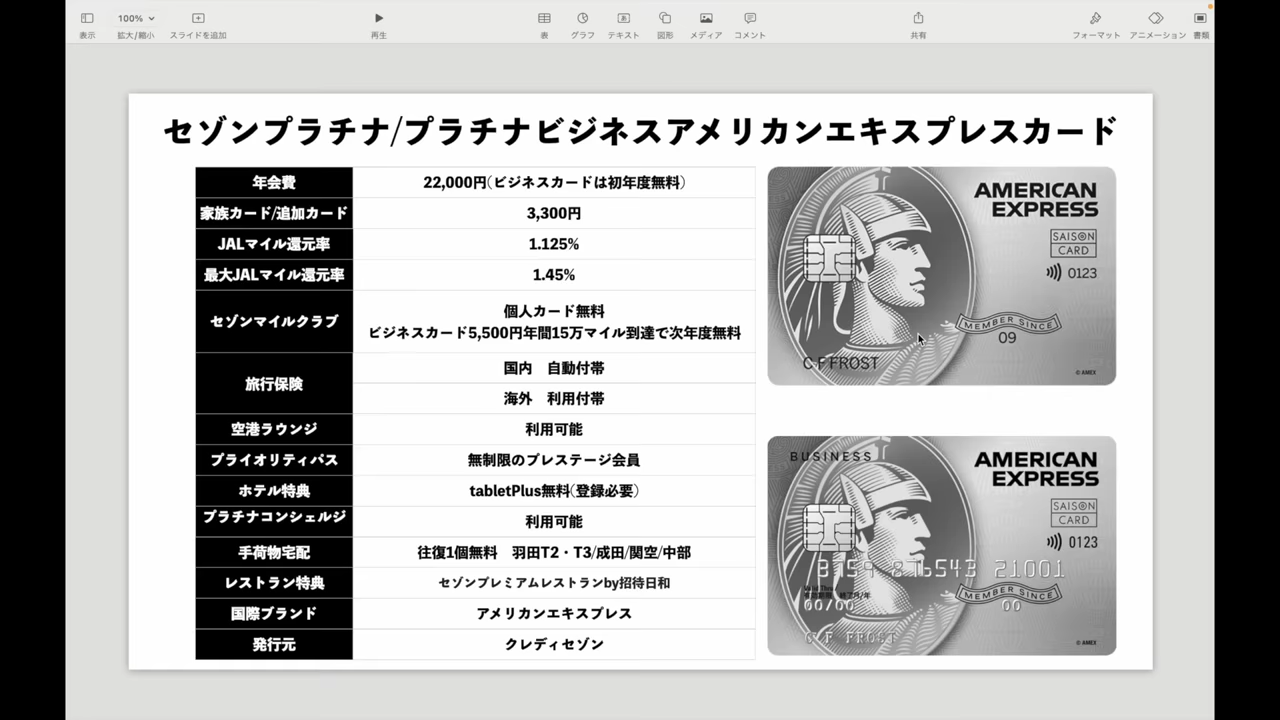 100%
表示
拡大/縮小
スライドを追加
再生
表
グラフ
テキスト
図形
メディア
コメント
共有
フォーマット
アニメーション
書類
セゾンプラチナ/プラチナビジネスアメリカンエキスプレスカード
年会費 22,000円(ビジネスカードは初年度無料)
家族カード/追加カード 3,300円
JALマイル還元率 1.125%
最大JALマイル還元率 1.45%
セゾンマイルクラブ 個人カード無料
ビジネスカード5,500円年間15万マイル到達で次年度無料
旅行保険 国内 自動付帯
海外 利用付帯
空港ラウンジ 利用可能
プライオリティパス 無制限のプレステージ会員
ホテル特典 tabletPlus無料(登録必要)
プラチナコンシェルジ 利用可能
手荷物宅配 往復1個無料 羽田T2・T3/成田/関空/中部
レストラン特典 セゾンプレミアムレストランby招待日和
国際ブランド アメリカンエキスプレス
発行元 クレディセゾン
AMERICAN
EXPRESS
SAISON
CARD
0123
MEMBER SINCE
09
C F FROST
© AMEX
BUSINESS
AMERICAN
EXPRESS
SAISON
CARD
0123
21001
MEMBER SINCE
00/00 00
C F FROST
© AMEX